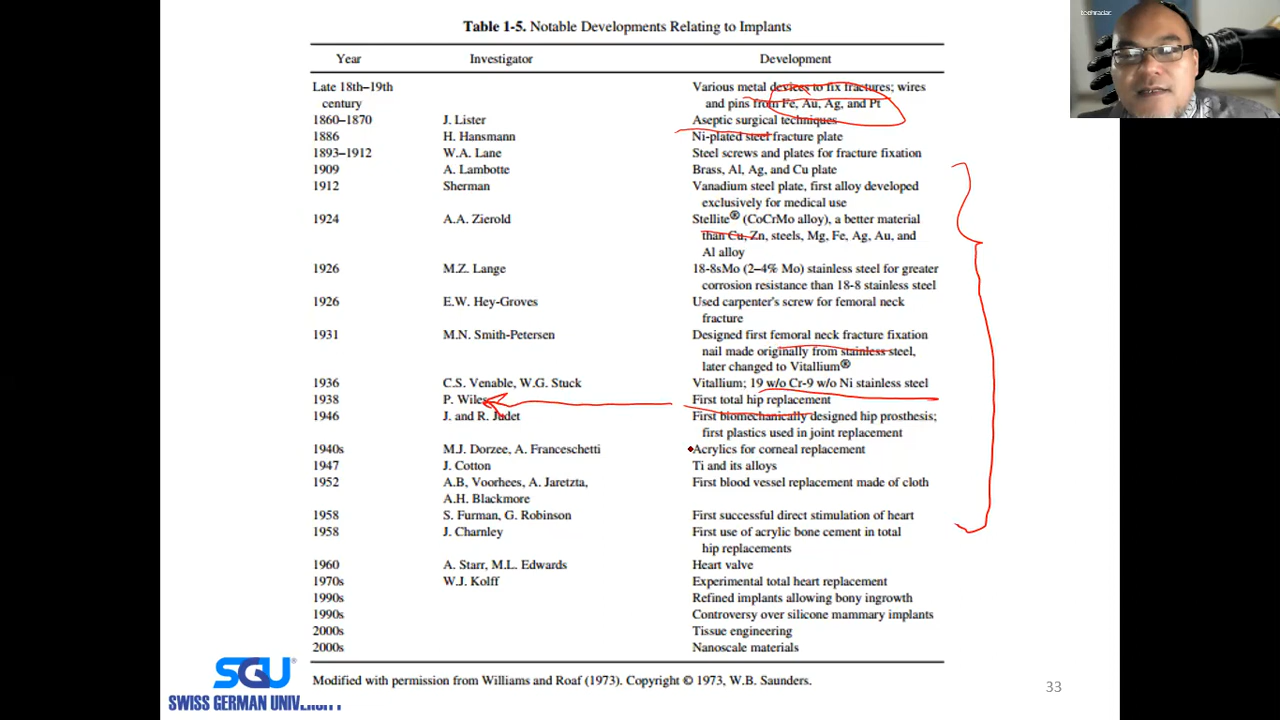 techradar
Table 1-5. Notable Developments Relating to Implants
Year Investigator Development
Late 18th–19th Various metal devices to fix fractures; wires
century and pins from Fe, Au, Ag, and Pt
1860–1870 J. Lister Aseptic surgical techniques
1886 H. Hansmann Ni-plated steel fracture plate
1893–1912 W.A. Lane Steel screws and plates for fracture fixation
1909 A. Lambotte Brass, Al, Ag, and Cu plate
1912 Sherman Vanadium steel plate, first alloy developed
exclusively for medical use
1924 A.A. Zierold Stellite® (CoCrMo alloy), a better material
than Cu, Zn, steels, Mg, Fe, Ag, Au, and
Al alloy
1926 M.Z. Lange 18-8sMo (2–4% Mo) stainless steel for greater
corrosion resistance than 18-8 stainless steel
1926 E.W. Hey-Groves Used carpenter's screw for femoral neck
fracture
1931 M.N. Smith-Petersen Designed first femoral neck fracture fixation
nail made originally from stainless steel,
later changed to Vitallium®
1936 C.S. Venable, W.G. Stuck Vitallium; 19 w/o Cr-9 w/o Ni stainless steel
1938 P. Wiles First total hip replacement
1946 J. and R. Judet First biomechanically designed hip prosthesis;
first plastics used in joint replacement
1940s M.J. Dorzee, A. Franceschetti Acrylics for corneal replacement
1947 J. Cotton Ti and its alloys
1952 A.B, Voorhees, A. Jaretzta, First blood vessel replacement made of cloth
A.H. Blackmore
1958 S. Furman, G. Robinson First successful direct stimulation of heart
1958 J. Charnley First use of acrylic bone cement in total
hip replacements
1960 A. Starr, M.L. Edwards Heart valve
1970s W.J. Kolff Experimental total heart replacement
1990s Refined implants allowing bony ingrowth
1990s Controversy over silicone mammary implants
2000s Tissue engineering
2000s Nanoscale materials
Modified with permission from Williams and Roaf (1973). Copyright © 1973, W.B. Saunders.
SGU®
SWISS GERMAN UNIVERSITY
33